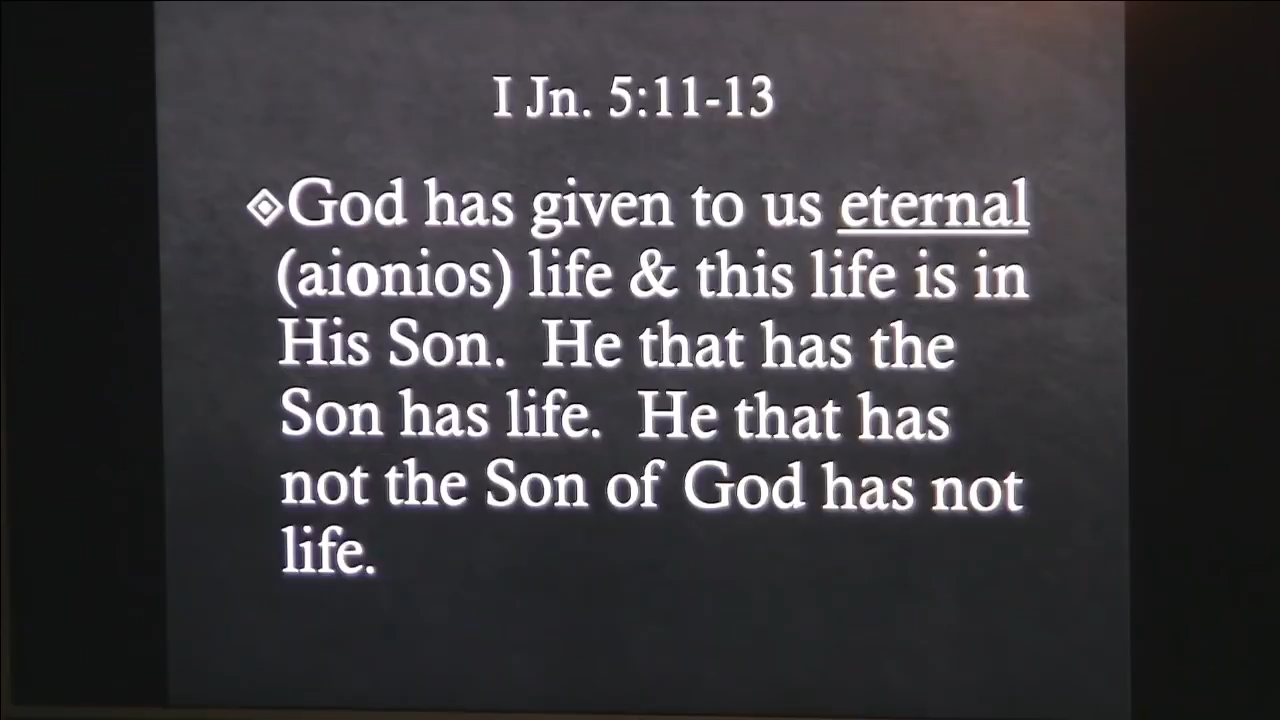 I Jn. 5:11-13
God has given to us eternal
(aionios) life & this life is in
His Son. He that has the
Son has life. He that has
not the Son of God has not
life.